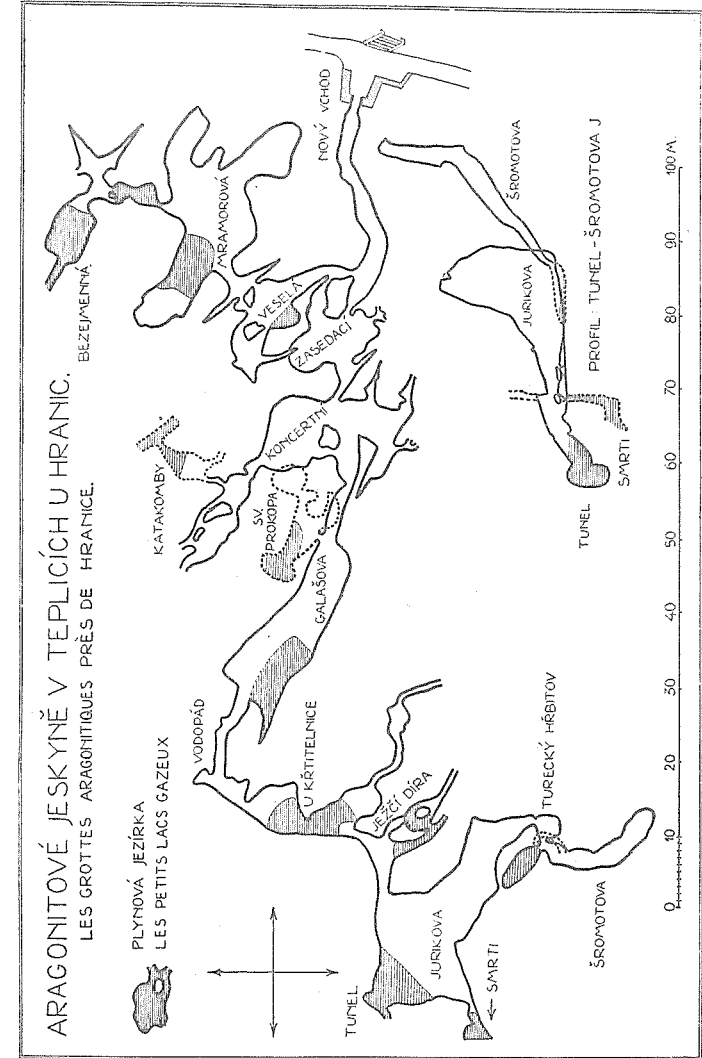 ARAGONITOVÉ JESKYNĚ V TEPLICÍCH U HRANIC.
LES GROTTES ARAGONITIQUES PRÈS DE HRANICE.
PLYNOVÁ JEZÍRKA
LES PETITS LACS GAZEUX
BEZEJMENNÁ
MRAMOROVÁ
NOVÝ VCHOD
VESELÁ
ZASEDACÍ
KATAKOMBY
KONCERTNÍ
SV.
PROKOPA
GALAŠOVA
VODOPÁD
U KŘTITELNICE
JEŽČÍ DÍRA
TUNEL
JURIKOVA
SMRTI
TURECKÝ HŘBITOV
ŠROMOTOVA
ŠROMOTOVA
JURIKOVA
TUNEL
SMRTI
PROFIL: TUNEL - ŠROMOTOVA J
0 10 20 30 40 50 60 70 80 90 100 M.